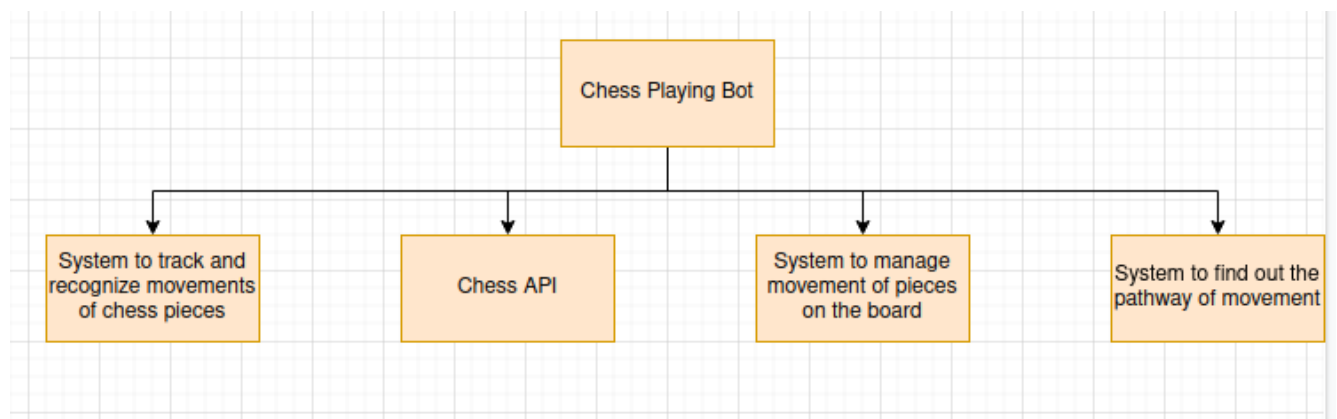 Chess Playing Bot
System to track and
recognize movements
of chess pieces
Chess API
System to manage
movement of pieces
on the board
System to find out the
pathway of movement